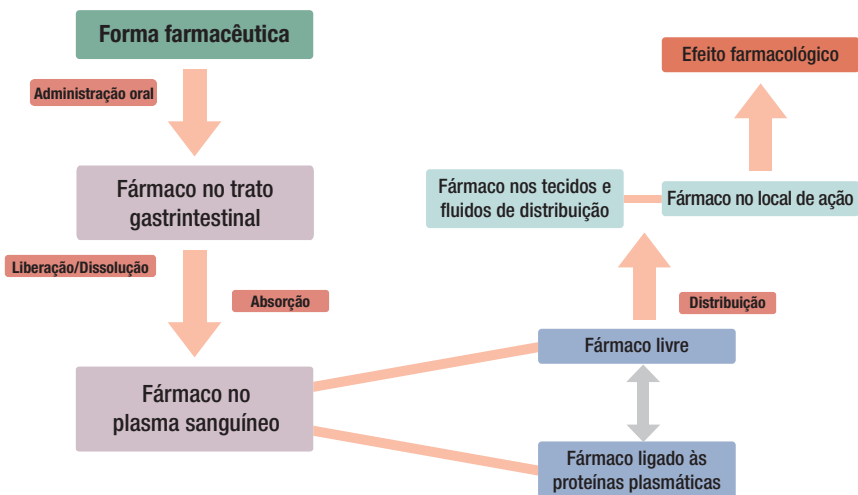 Forma farmacêutica
Administração oral
Fármaco no trato
gastrintestinal
Liberação/Dissolução
Absorção
Fármaco no
plasma sanguíneo
Fármaco livre
Fármaco ligado às
proteínas plasmáticas
Distribuição
Fármaco nos tecidos e
fluidos de distribuição
Fármaco no local de ação
Efeito farmacológico